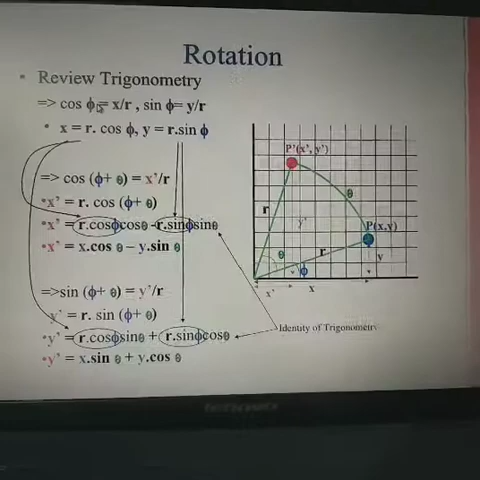 Rotation
• Review Trigonometry
=> cos ϕ= x/r , sin ϕ= y/r
• x = r. cos ϕ, y = r.sin ϕ
=> cos (ϕ+ θ) = x'/r
•x' = r. cos (ϕ+ θ)
•x' = r.cosϕcosθ -r.sinϕsinθ
•x' = x.cos θ – y.sin θ
=>sin (ϕ+ θ) = y'/r
y' = r. sin (ϕ+ θ)
•y' = r.cosϕsinθ + r.sinϕcosθ
•y' = x.sin θ + y.cos θ
P'(x', y')
θ
r
y'
P(x,y)
θ
r
y
ϕ
x'
x
Identity of Trigonometry